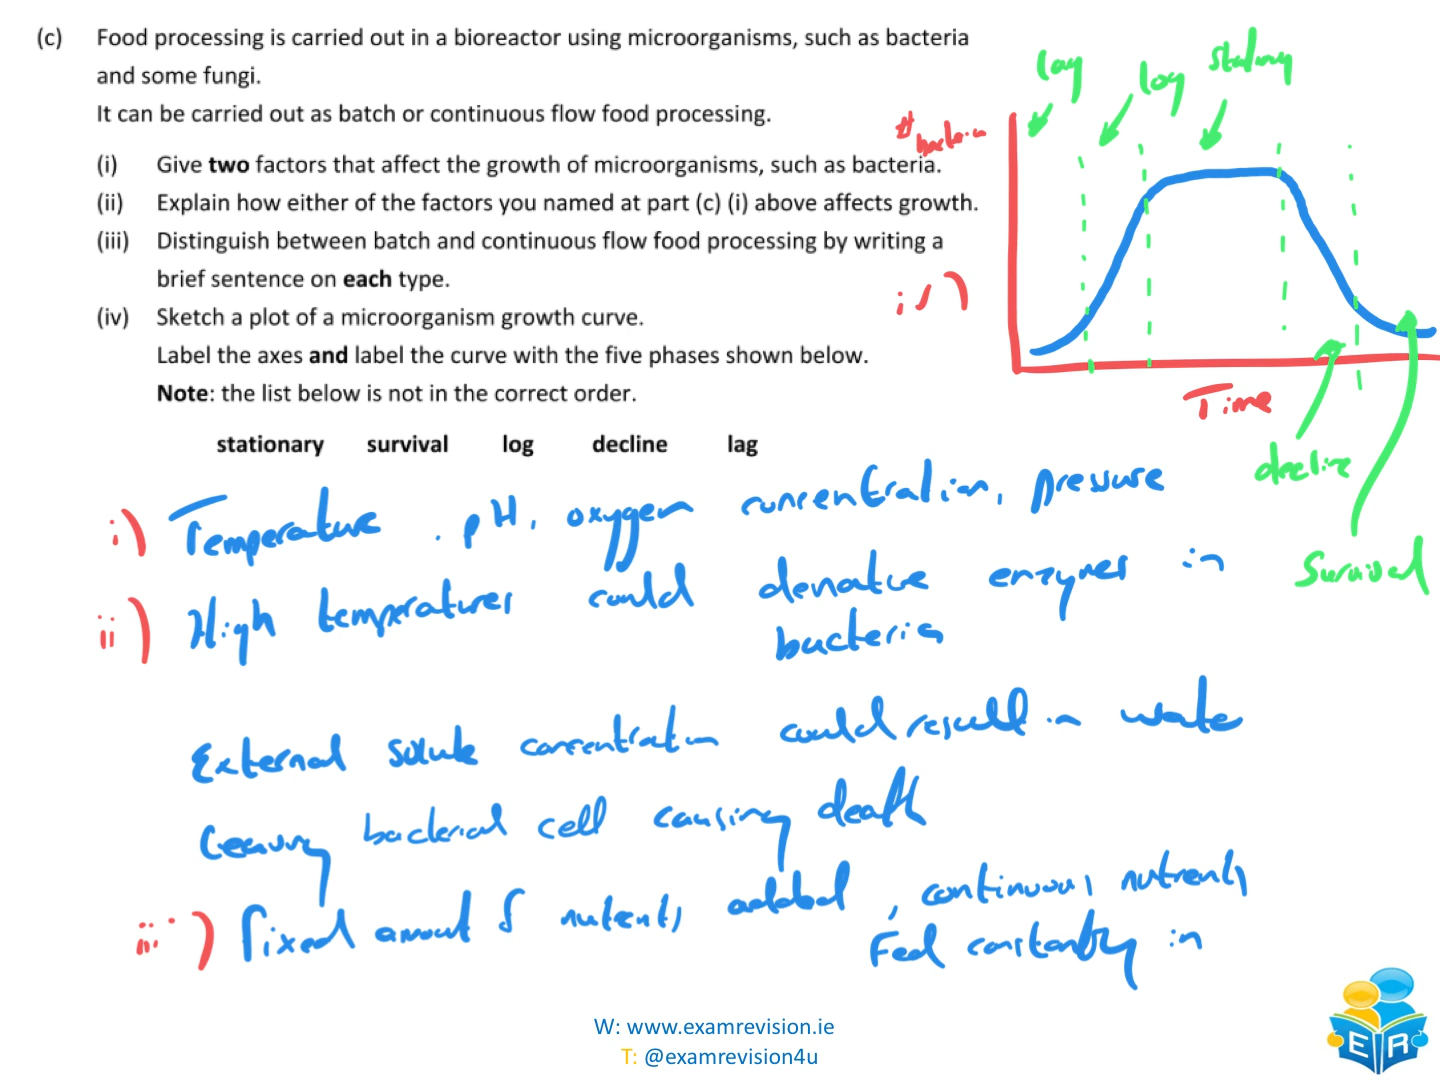 (c) Food processing is carried out in a bioreactor using microorganisms, such as bacteria
and some fungi.
It can be carried out as batch or continuous flow food processing.
(i) Give two factors that affect the growth of microorganisms, such as bacteria.
(ii) Explain how either of the factors you named at part (c) (i) above affects growth.
(iii) Distinguish between batch and continuous flow food processing by writing a
brief sentence on each type.
(iv) Sketch a plot of a microorganism growth curve.
Label the axes and label the curve with the five phases shown below.
Note: the list below is not in the correct order.
stationary survival log decline lag
lag
log
# bacteria
Time
decline
Survival
i) Temperature . pH, oxygen concentration, pressure
ii) High temperatures could denature enzymes in
bacteria
External solute concentration could result in water
leaving bacterial cell causing death
iii) Fixed amount of nutrients added , continuous nutrients
Fed constantly in
W: www.examrevision.ie
T: @examrevision4u
E R